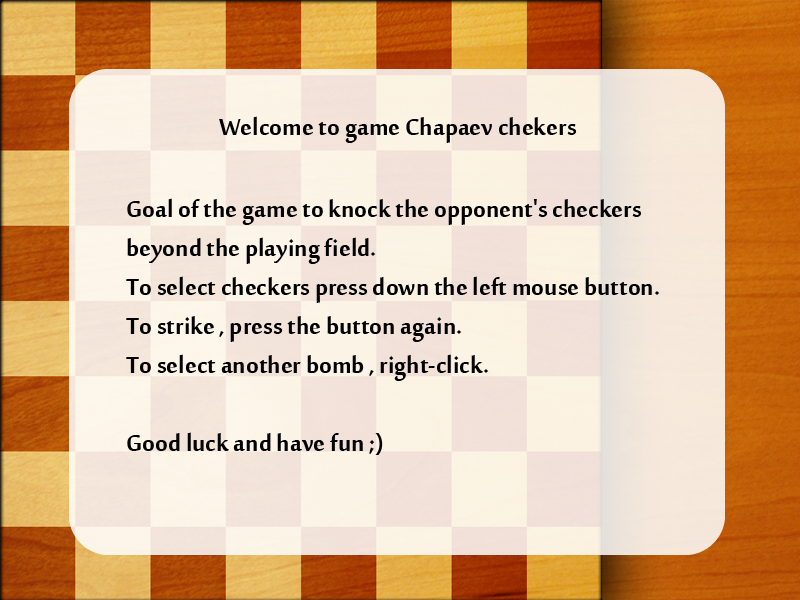 Welcome to game Chapaev chekers
Goal of the game to knock the opponent's checkers
beyond the playing field.
To select checkers press down the left mouse button.
To strike , press the button again.
To select another bomb , right-click.
Good luck and have fun ;)